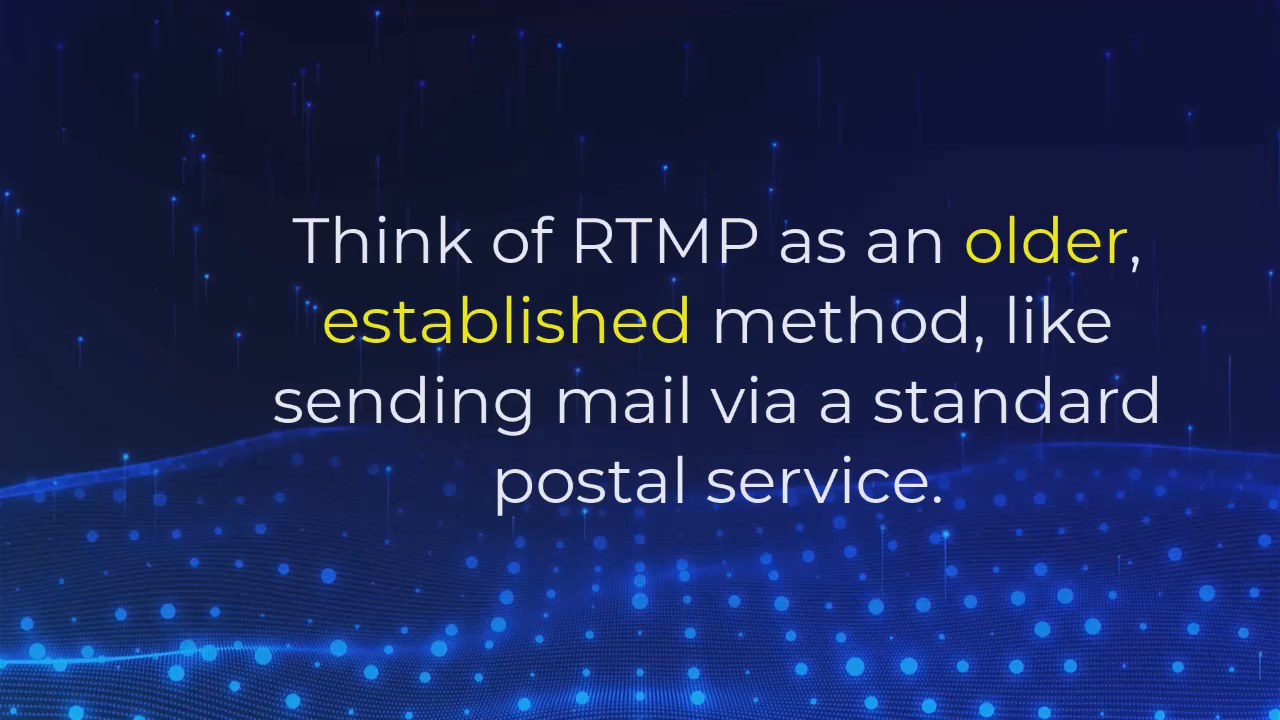 Think of RTMP as an older,
established method, like
sending mail via a standard
postal service.